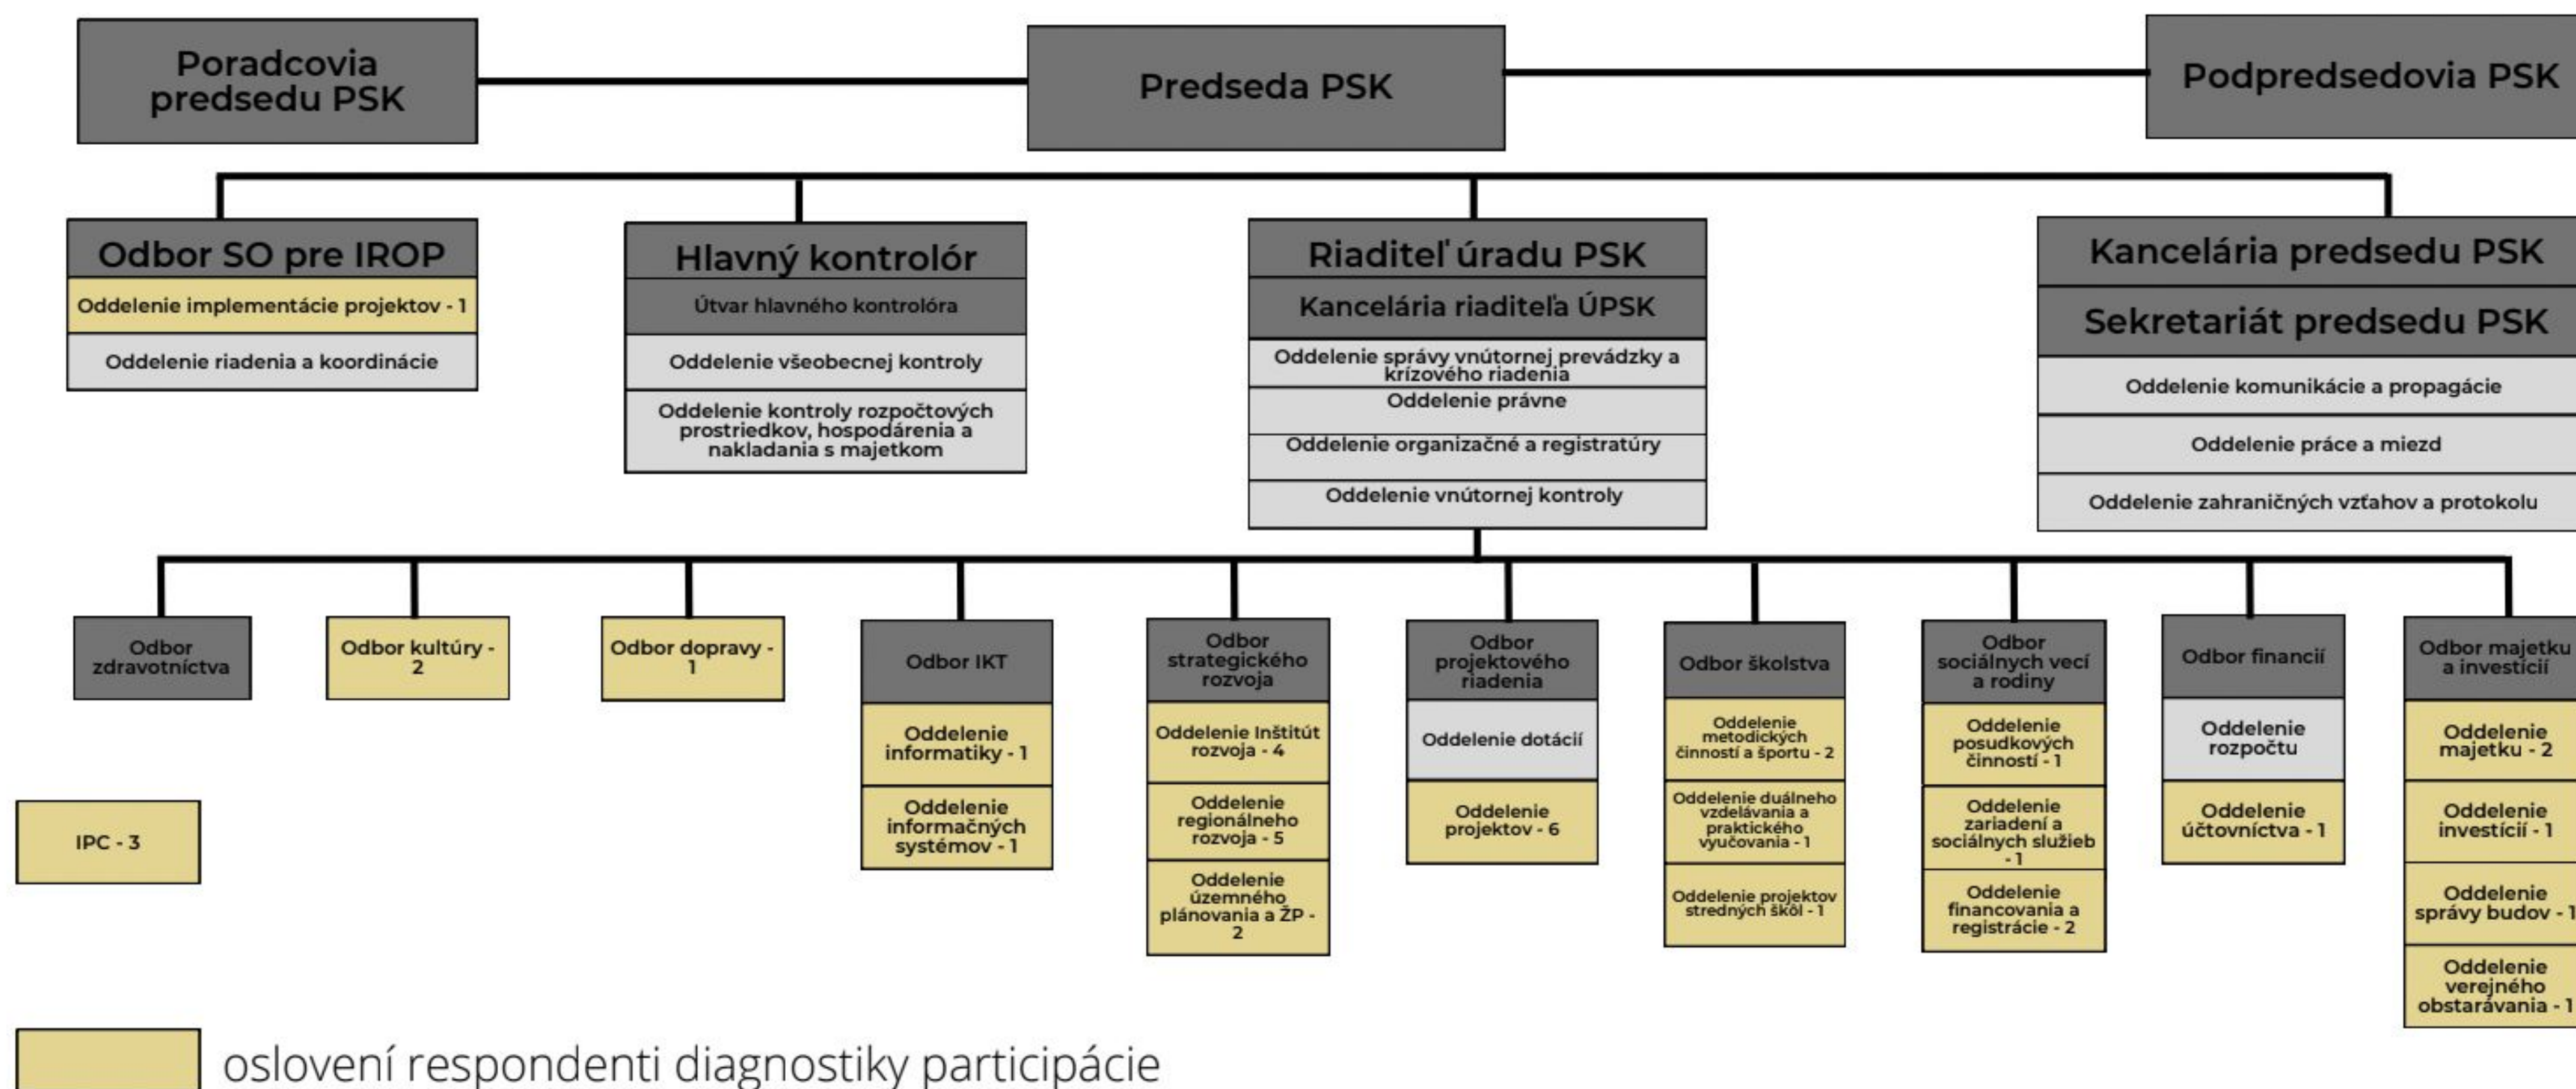 Poradcovia
predsedu PSK
Predseda PSK
Podpredsedovia PSK
Odbor SO pre IROP
Oddelenie implementácie projektov - 1
Oddelenie riadenia a koordinácie
Hlavný kontrolór
Útvar hlavného kontrolóra
Oddelenie všeobecnej kontroly
Oddelenie kontroly rozpočtových
prostriedkov, hospodárenia a
nakladania s majetkom
Riaditeľ úradu PSK
Kancelária riaditeľa ÚPSK
Oddelenie správy vnútornej prevádzky a
krízového riadenia
Oddelenie právne
Oddelenie organizačné a registratúry
Oddelenie vnútornej kontroly
Kancelária predsedu PSK
Sekretariát predsedu PSK
Oddelenie komunikácie a propagácie
Oddelenie práce a miezd
Oddelenie zahraničných vzťahov a protokolu
Odbor
zdravotníctva
Odbor kultúry -
2
Odbor dopravy -
1
Odbor IKT
Oddelenie
informatiky - 1
Oddelenie
informačných
systémov - 1
Odbor
strategického
rozvoja
Oddelenie Inštitút
rozvoja - 4
Oddelenie
regionálneho
rozvoja - 5
Oddelenie
územného
plánovania a ŽP -
2
Odbor
projektového
riadenia
Oddelenie dotácií
Oddelenie
projektov - 6
Odbor školstva
Oddelenie
metodických
činností a športu - 2
Oddelenie duálneho
vzdelávania a
praktického
vyučovania - 1
Oddelenie projektov
stredných škôl - 1
Odbor
sociálnych vecí
a rodiny
Oddelenie
posudkových
činností - 1
Oddelenie
zariadení a
sociálnych služieb
- 1
Oddelenie
financovania a
registrácie - 2
Odbor financií
Oddelenie
rozpočtu
Oddelenie
účtovníctva - 1
Odbor majetku
a investícií
Oddelenie
majetku - 2
Oddelenie
investícií - 1
Oddelenie
správy budov - 1
Oddelenie
verejného
obstarávania - 1
IPC - 3
oslovení respondenti diagnostiky participácie